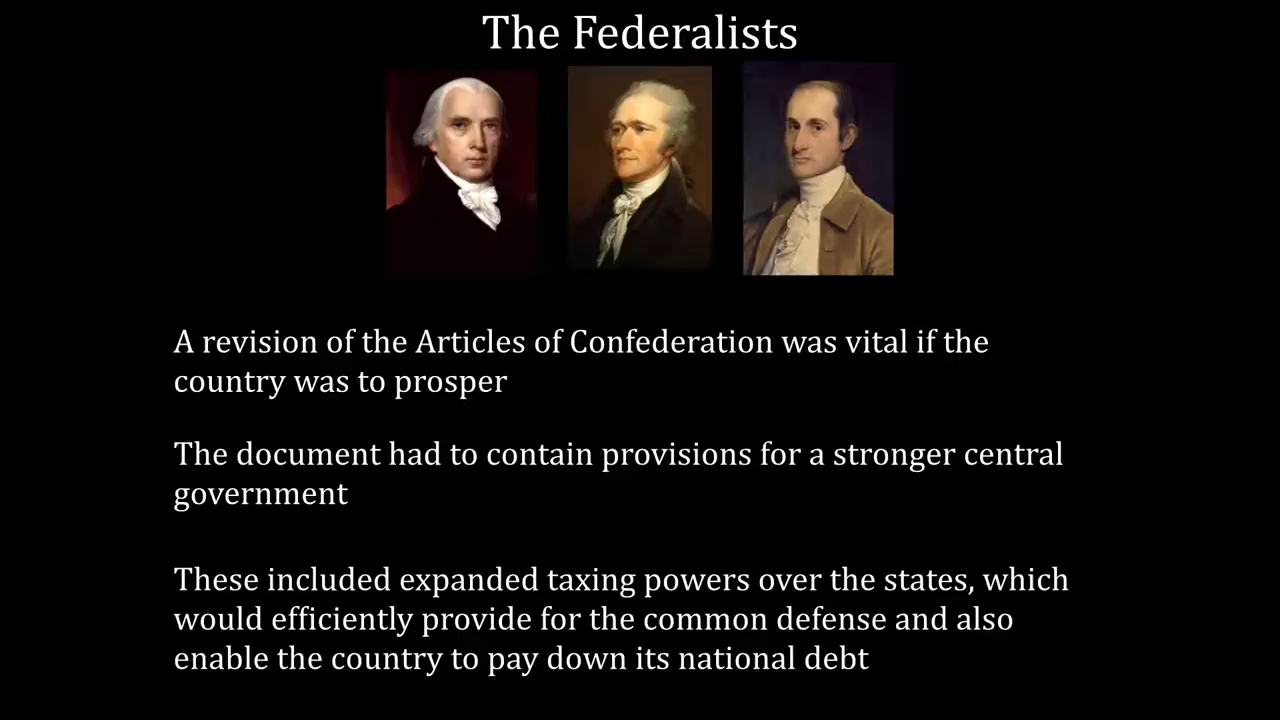 The Federalists
A revision of the Articles of Confederation was vital if the
country was to prosper
The document had to contain provisions for a stronger central
government
These included expanded taxing powers over the states, which
would efficiently provide for the common defense and also
enable the country to pay down its national debt